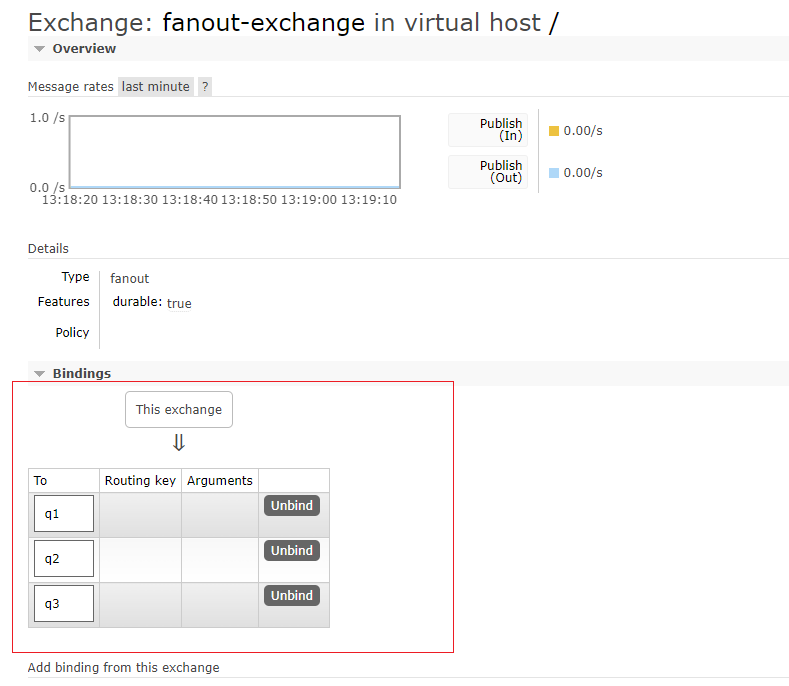 Exchange: fanout-exchange in virtual host /
Overview
Message rates last minute ?
1.0 /s
0.0 /s
13:18:20 13:18:30 13:18:40 13:18:50 13:19:00 13:19:10
Publish (In) 0.00/s
Publish (Out) 0.00/s
Details
Type fanout
Features durable: true
Policy
Bindings
This exchange
⇓
To Routing key Arguments
q1 Unbind
q2 Unbind
q3 Unbind
Add binding from this exchange